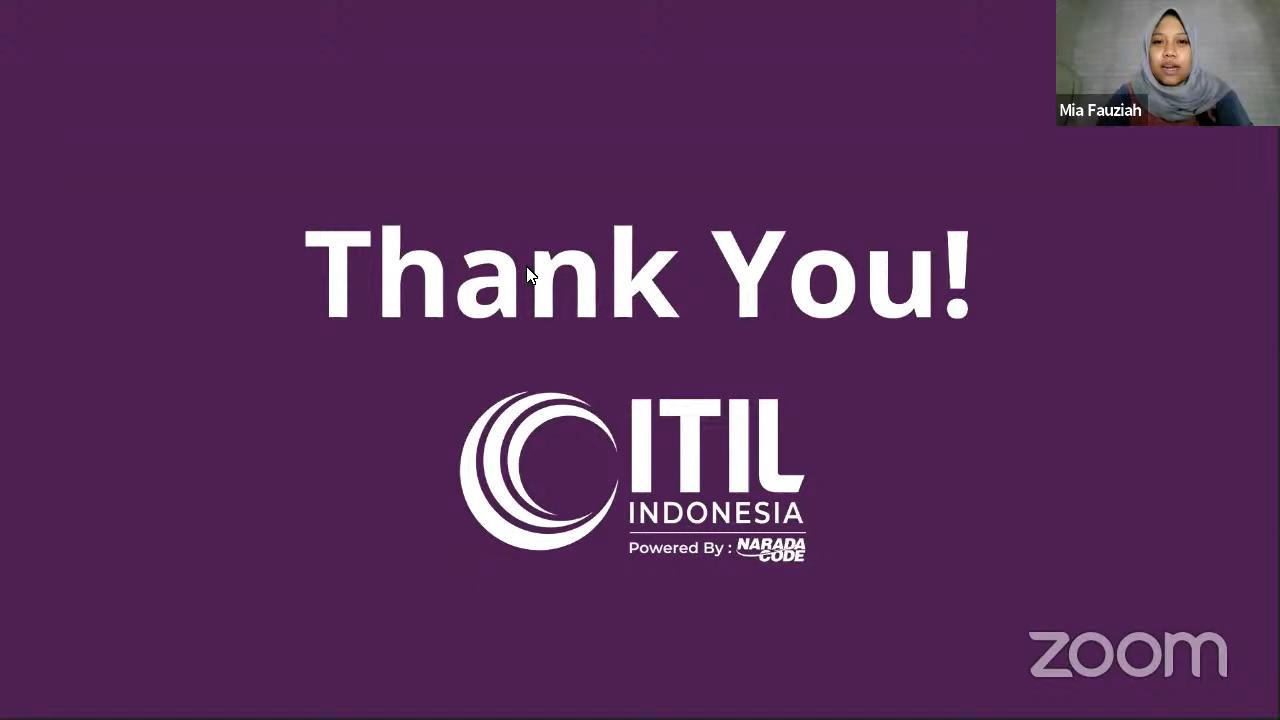 Mia Fauziah
Thank You!
ITIL
INDONESIA
Powered By : NARADA
CODE
zoom